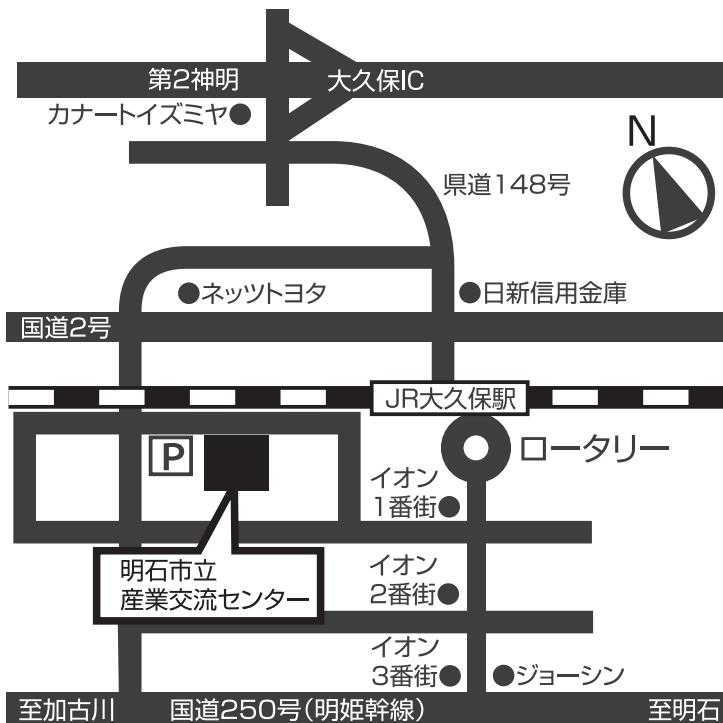 第2神明
大久保IC
カナートイズミヤ
N
県道148号
ネッツトヨタ
日新信用金庫
国道2号
JR大久保駅
P
ロータリー
イオン
1番街
明石市立
産業交流センター
イオン
2番街
イオン
3番街
ジョーシン
至加古川
国道250号(明姫幹線)
至明石